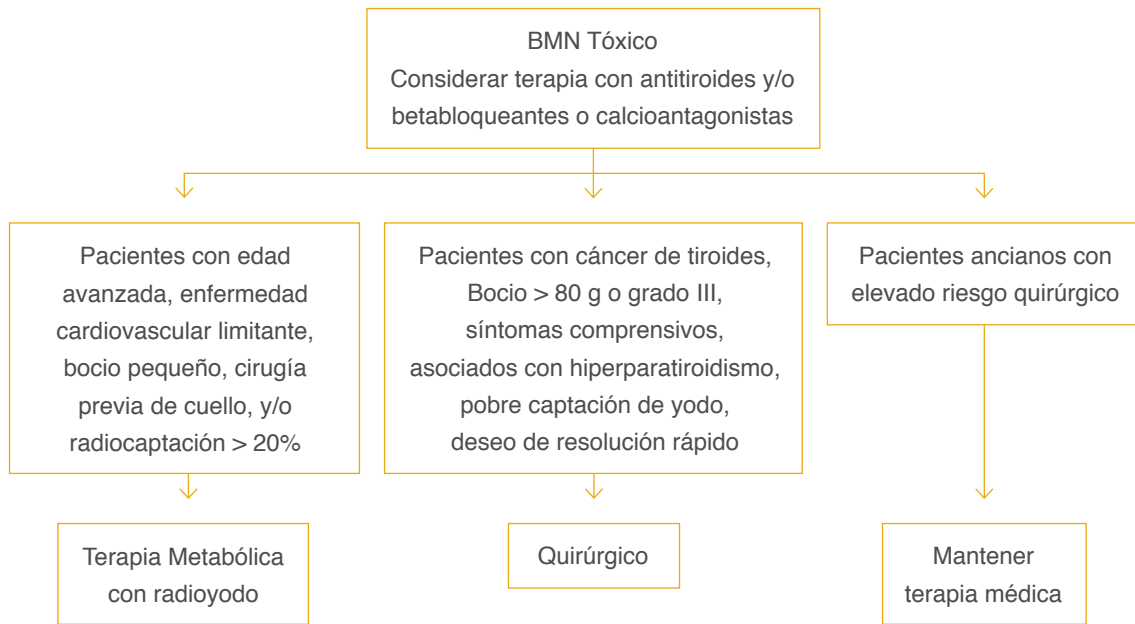 BMN Tóxico
Considerar terapia con antitiroides y/o
betabloqueantes o calcioantagonistas
Pacientes con edad
avanzada, enfermedad
cardiovascular limitante,
bocio pequeño, cirugía
previa de cuello, y/o
radiocaptación > 20%
Pacientes con cáncer de tiroides,
Bocio > 80 g o grado III,
síntomas comprensivos,
asociados con hiperparatiroidismo,
pobre captación de yodo,
deseo de resolución rápido
Pacientes ancianos con
elevado riesgo quirúrgico
Terapia Metabólica
con radioyodo
Quirúrgico
Mantener
terapia médica